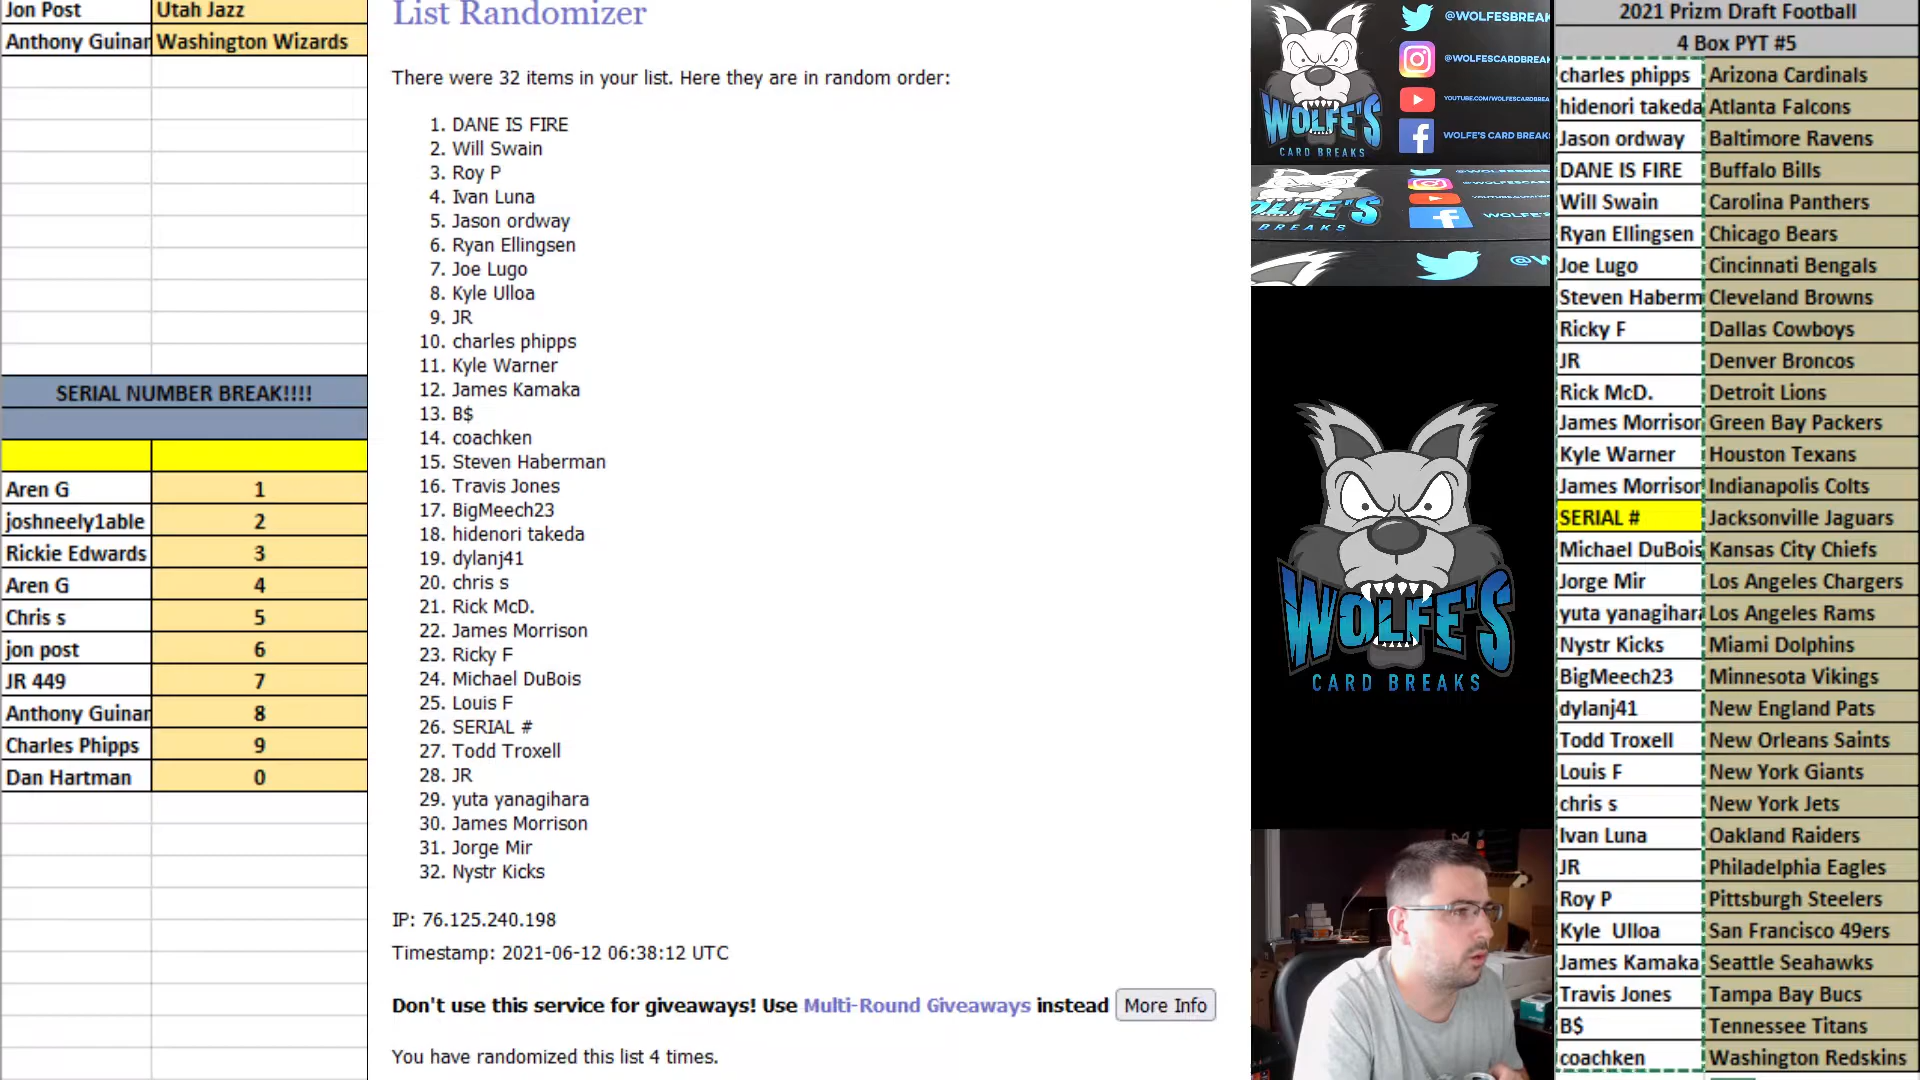 Jon Post Utah Jazz
Anthony Guinar Washington Wizards
SERIAL NUMBER BREAK!!!!
Aren G 1
joshneely1able 2
Rickie Edwards 3
Aren G 4
Chris s 5
jon post 6
JR 449 7
Anthony Guinar 8
Charles Phipps 9
Dan Hartman 0
List Randomizer
There were 32 items in your list. Here they are in random order:
1. DANE IS FIRE
2. Will Swain
3. Roy P
4. Ivan Luna
5. Jason ordway
6. Ryan Ellingsen
7. Joe Lugo
8. Kyle Ulloa
9. JR
10. charles phipps
11. Kyle Warner
12. James Kamaka
13. B$
14. coachken
15. Steven Haberman
16. Travis Jones
17. BigMeech23
18. hidenori takeda
19. dylanj41
20. chris s
21. Rick McD.
22. James Morrison
23. Ricky F
24. Michael DuBois
25. Louis F
26. SERIAL #
27. Todd Troxell
28. JR
29. yuta yanagihara
30. James Morrison
31. Jorge Mir
32. Nystr Kicks
IP: 76.125.240.198
Timestamp: 2021-06-12 06:38:12 UTC
Don't use this service for giveaways! Use Multi-Round Giveaways instead More Info
You have randomized this list 4 times.
@WOLFESBREAK
@WOLFESCARDBREAK
YOUTUBE.COM/WOLFESCARDBREA
WOLFE'S CARD BREAKS
WOLFE'S
CARD BREAKS
BREAKS
WOLFE'S
CARD BREAKS
2021 Prizm Draft Football
4 Box PYT #5
charles phipps Arizona Cardinals
hidenori takeda Atlanta Falcons
Jason ordway Baltimore Ravens
DANE IS FIRE Buffalo Bills
Will Swain Carolina Panthers
Ryan Ellingsen Chicago Bears
Joe Lugo Cincinnati Bengals
Steven Haberm Cleveland Browns
Ricky F Dallas Cowboys
JR Denver Broncos
Rick McD. Detroit Lions
James Morrisor Green Bay Packers
Kyle Warner Houston Texans
James Morrisor Indianapolis Colts
SERIAL # Jacksonville Jaguars
Michael DuBois Kansas City Chiefs
Jorge Mir Los Angeles Chargers
yuta yanagihara Los Angeles Rams
Nystr Kicks Miami Dolphins
BigMeech23 Minnesota Vikings
dylanj41 New England Pats
Todd Troxell New Orleans Saints
Louis F New York Giants
chris s New York Jets
Ivan Luna Oakland Raiders
JR Philadelphia Eagles
Roy P Pittsburgh Steelers
Kyle Ulloa San Francisco 49ers
James Kamaka Seattle Seahawks
Travis Jones Tampa Bay Bucs
B$ Tennessee Titans
coachken Washington Redskins